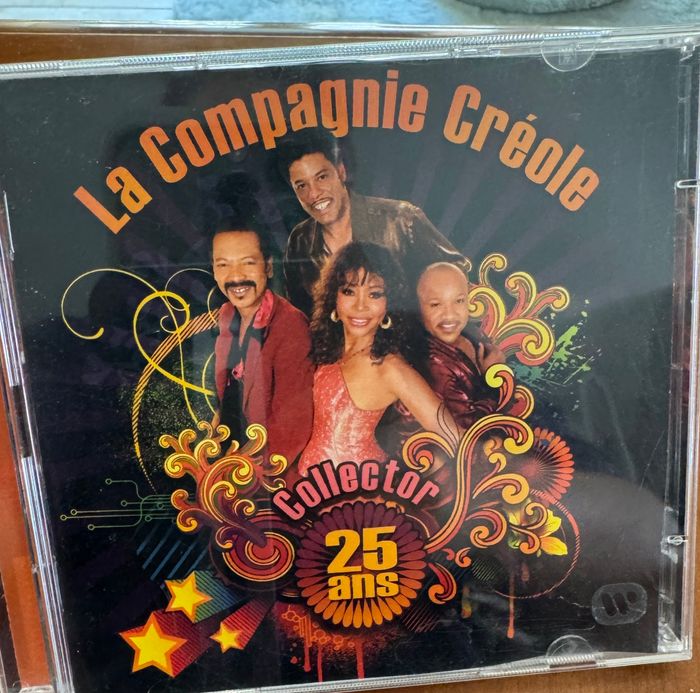 La Compagnie Créole
Collector
25
ans